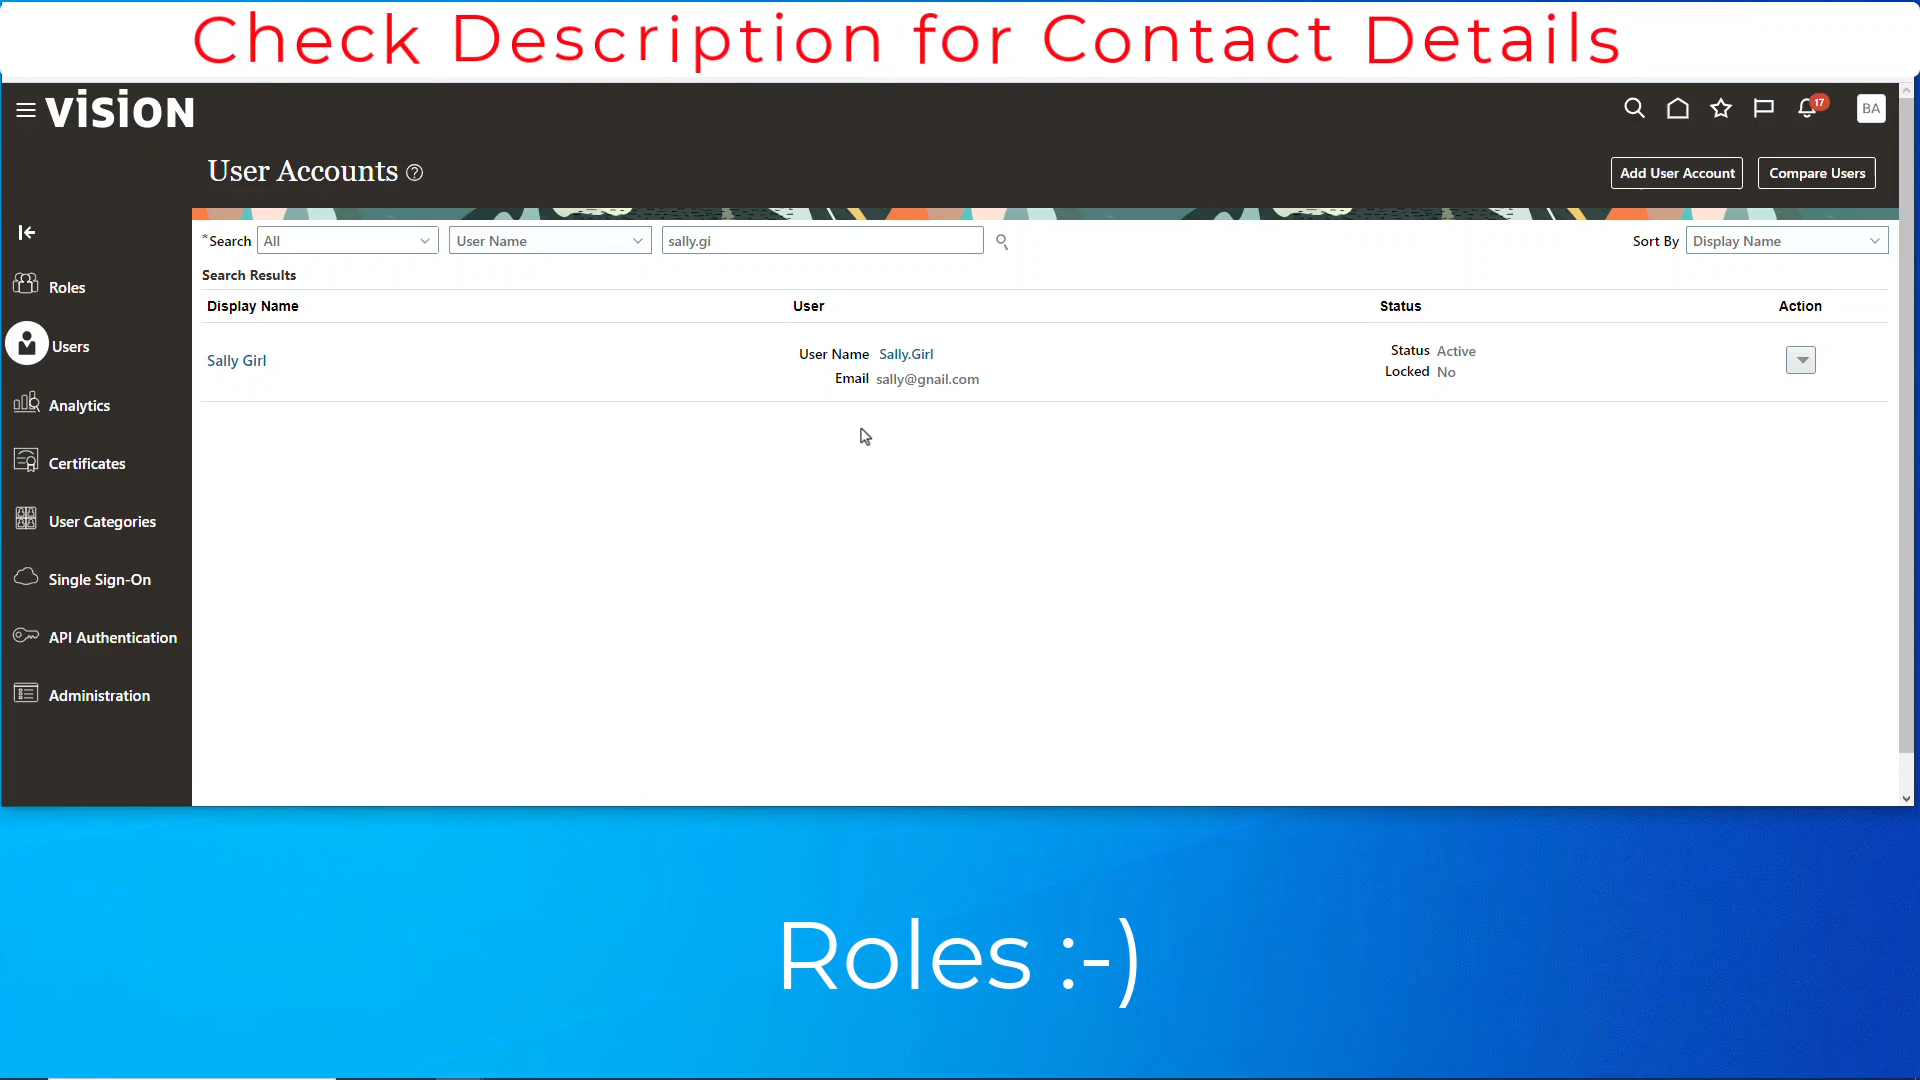 Check Description for Contact Details
VISION
17
BA
User Accounts ?
Add User Account
Compare Users
*Search All User Name sally.gi
Sort By Display Name
Search Results
Display Name User Status Action
Sally Girl
User Name Sally.Girl
Email sally@gnail.com
Status Active
Locked No
Roles
Users
Analytics
Certificates
User Categories
Single Sign-On
API Authentication
Administration
Roles :-)